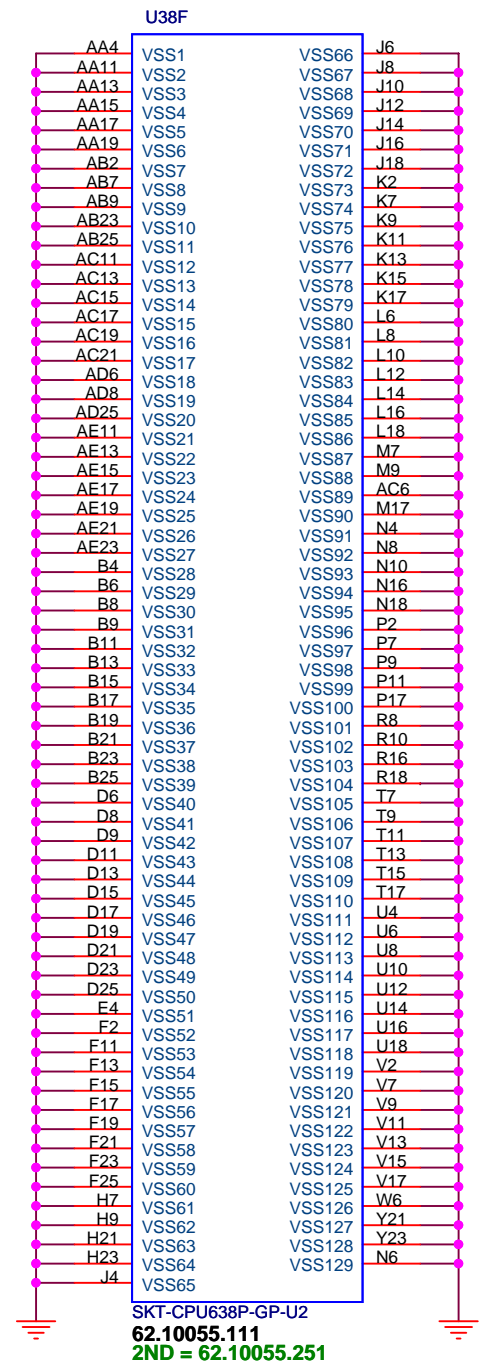 U38F
AA4 VSS1 VSS66 J6
AA11 VSS2 VSS67 J8
AA13 VSS3 VSS68 J10
AA15 VSS4 VSS69 J12
AA17 VSS5 VSS70 J14
AA19 VSS6 VSS71 J16
AB2 VSS7 VSS72 J18
AB7 VSS8 VSS73 K2
AB9 VSS9 VSS74 K7
AB23 VSS10 VSS75 K9
AB25 VSS11 VSS76 K11
AC11 VSS12 VSS77 K13
AC13 VSS13 VSS78 K15
AC15 VSS14 VSS79 K17
AC17 VSS15 VSS80 L6
AC19 VSS16 VSS81 L8
AC21 VSS17 VSS82 L10
AD6 VSS18 VSS83 L12
AD8 VSS19 VSS84 L14
AD25 VSS20 VSS85 L16
AE11 VSS21 VSS86 L18
AE13 VSS22 VSS87 M7
AE15 VSS23 VSS88 M9
AE17 VSS24 VSS89 AC6
AE19 VSS25 VSS90 M17
AE21 VSS26 VSS91 N4
AE23 VSS27 VSS92 N8
B4 VSS28 VSS93 N10
B6 VSS29 VSS94 N16
B8 VSS30 VSS95 N18
B9 VSS31 VSS96 P2
B11 VSS32 VSS97 P7
B13 VSS33 VSS98 P9
B15 VSS34 VSS99 P11
B17 VSS35 VSS100 P17
B19 VSS36 VSS101 R8
B21 VSS37 VSS102 R10
B23 VSS38 VSS103 R16
B25 VSS39 VSS104 R18
D6 VSS40 VSS105 T7
D8 VSS41 VSS106 T9
D9 VSS42 VSS107 T11
D11 VSS43 VSS108 T13
D13 VSS44 VSS109 T15
D15 VSS45 VSS110 T17
D17 VSS46 VSS111 U4
D19 VSS47 VSS112 U6
D21 VSS48 VSS113 U8
D23 VSS49 VSS114 U10
D25 VSS50 VSS115 U12
E4 VSS51 VSS116 U14
F2 VSS52 VSS117 U16
F11 VSS53 VSS118 U18
F13 VSS54 VSS119 V2
F15 VSS55 VSS120 V7
F17 VSS56 VSS121 V9
F19 VSS57 VSS122 V11
F21 VSS58 VSS123 V13
F23 VSS59 VSS124 V15
F25 VSS60 VSS125 V17
H7 VSS61 VSS126 W6
H9 VSS62 VSS127 Y21
H21 VSS63 VSS128 Y23
H23 VSS64 VSS129 N6
J4 VSS65
SKT-CPU638P-GP-U2
62.10055.111
2ND = 62.10055.251